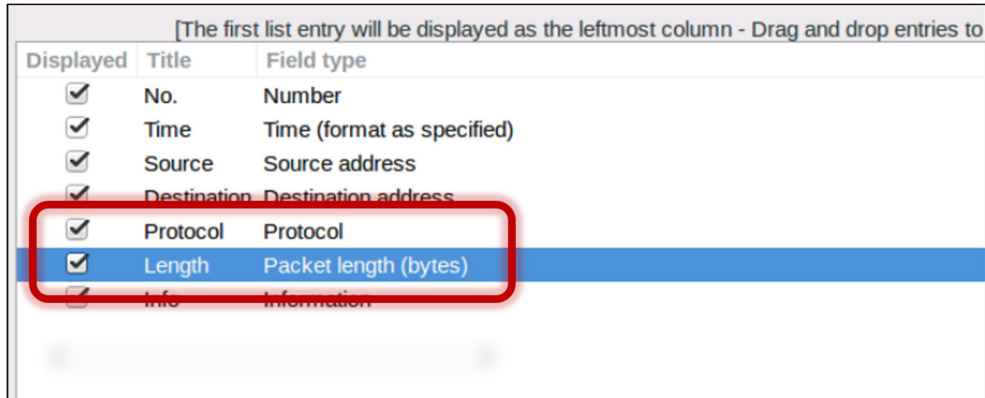 [The first list entry will be displayed as the leftmost column - Drag and drop entries to
Displayed Title Field type
No. Number
Time Time (format as specified)
Source Source address
Destination Destination address
Protocol Protocol
Length Packet length (bytes)
Info Information